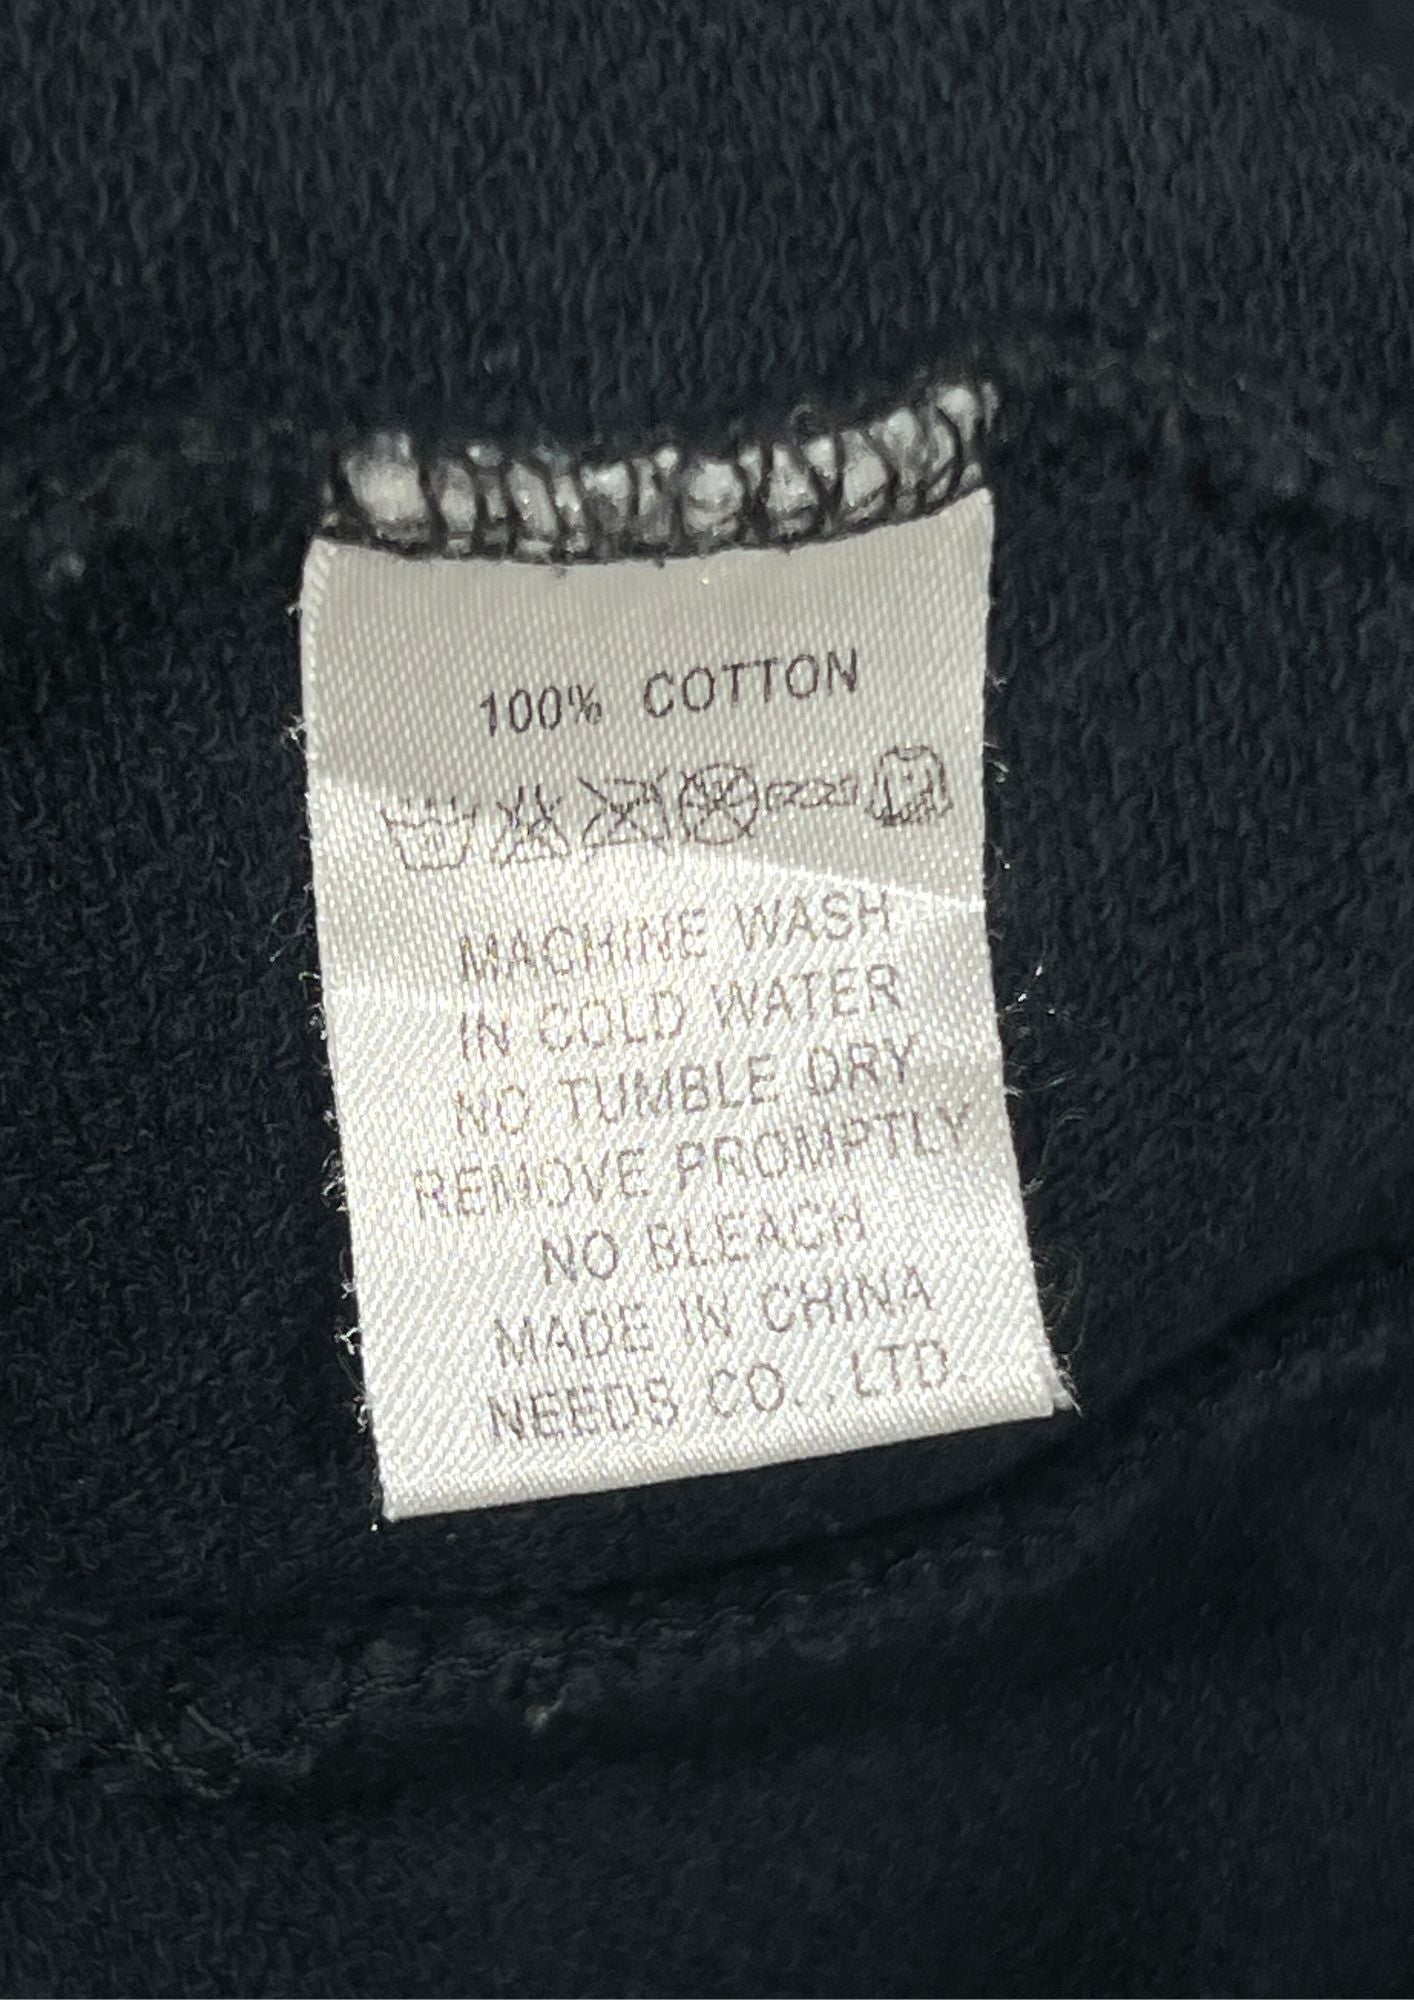 100% COTTON
MACHINE WASH
IN COLD WATER
NO TUMBLE DRY
REMOVE PROMPTLY
NO BLEACH
MADE IN CHINA
NEEDS CO., LTD